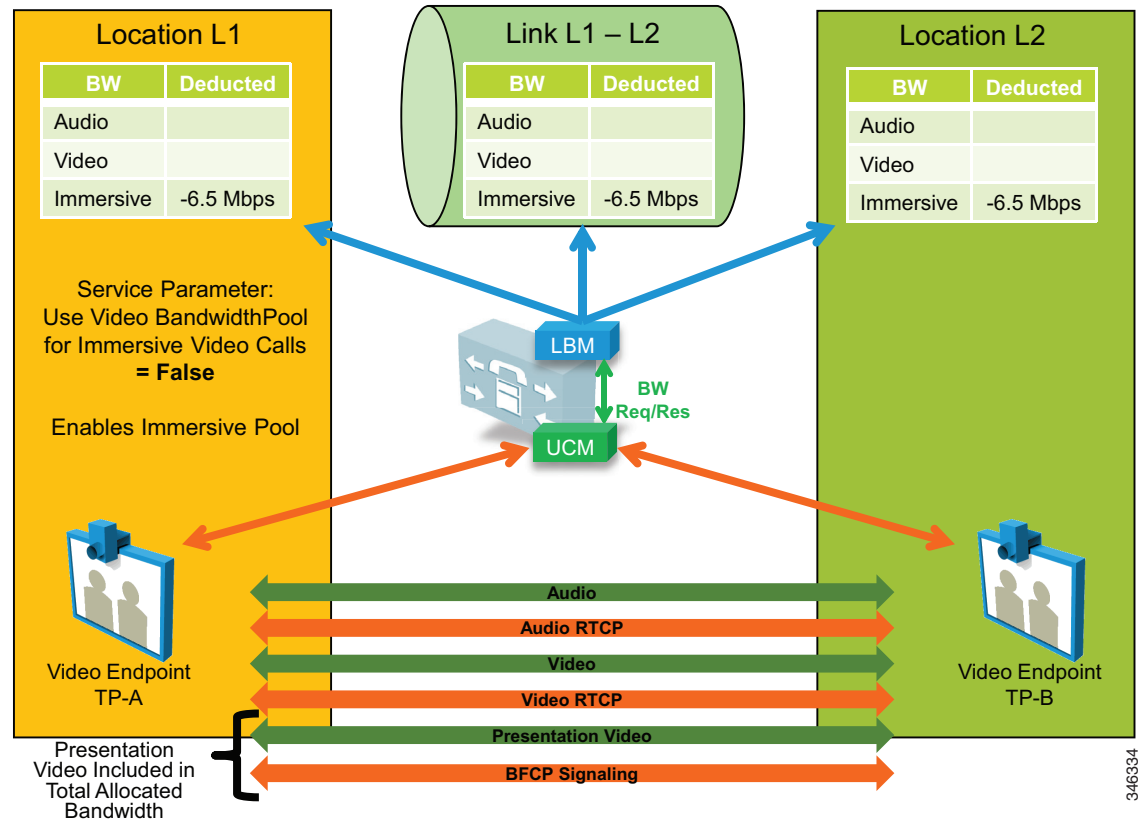 Location L1
BW Deducted
Audio
Video
Immersive -6.5 Mbps
Link L1 – L2
BW Deducted
Audio
Video
Immersive -6.5 Mbps
Location L2
BW Deducted
Audio
Video
Immersive -6.5 Mbps
Service Parameter:
Use Video BandwidthPool
for Immersive Video Calls
= False
Enables Immersive Pool
LBM
BW
Req/Res
UCM
Video Endpoint
TP-A
Video Endpoint
TP-B
Audio
Audio RTCP
Video
Video RTCP
Presentation Video
BFCP Signaling
Presentation
Video Included in
Total Allocated
Bandwidth
346334